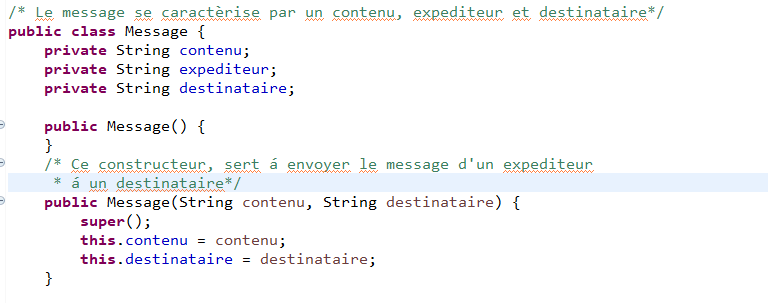 /* Le message se caractèrise par un contenu, expediteur et destinataire*/
public class Message {
private String contenu;
private String expediteur;
private String destinataire;
public Message() {
}
/* Ce constructeur, sert á envoyer le message d'un expediteur
* á un destinataire*/
public Message(String contenu, String destinataire) {
super();
this.contenu = contenu;
this.destinataire = destinataire;
}